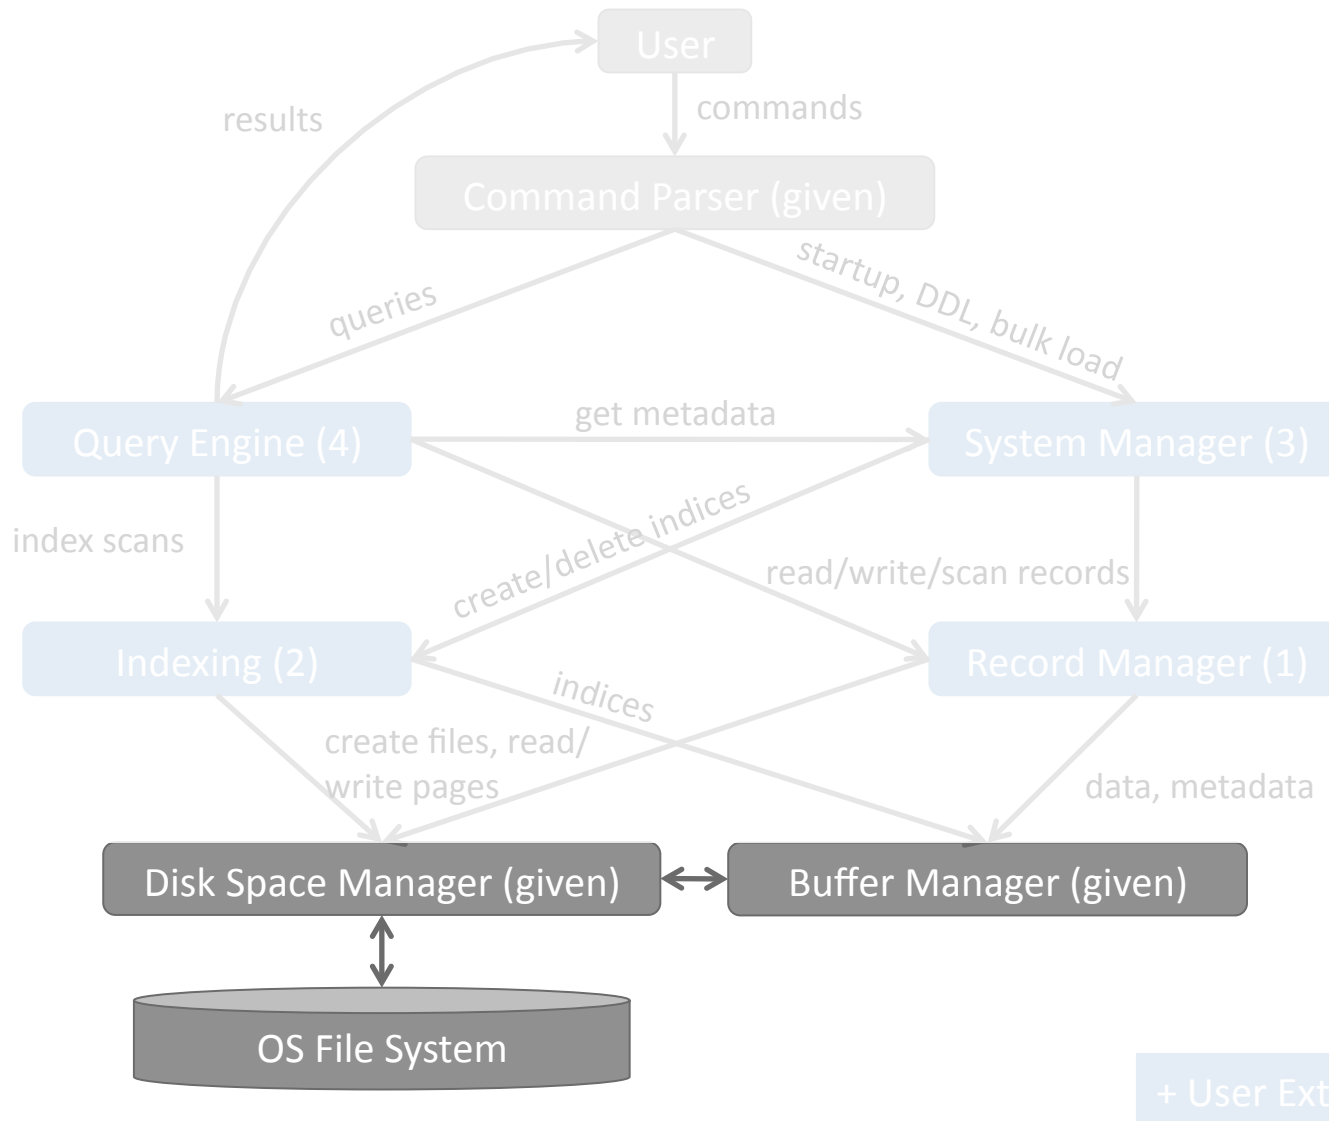 User
results
commands
Command Parser (given)
startup, DDL, bulk load
queries
get metadata
Query Engine (4)
System Manager (3)
create/delete indices
index scans
read/write/scan records
Indexing (2)
Record Manager (1)
indices
create files, read/
write pages
data, metadata
Disk Space Manager (given)
Buffer Manager (given)
OS File System
+ User Ext